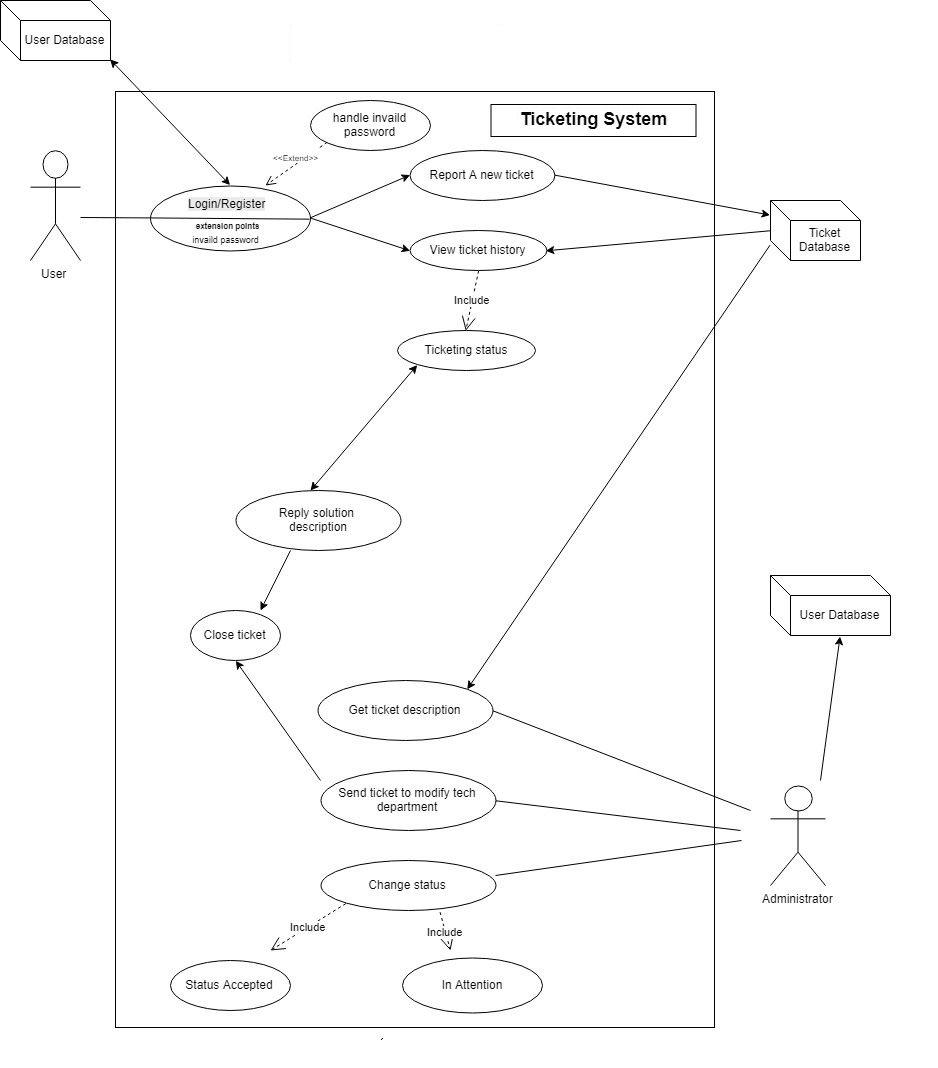 User Database
Ticketing System
handle invaild
password
<<Extend>>
Login/Register
extension points
invaild password
Report A new ticket
View ticket history
Ticket
Database
User
Include
Ticketing status
Reply solution
description
Close ticket
User Database
Get ticket description
Send ticket to modify tech
department
Change status
Administrator
Include
Include
Status Accepted
In Attention